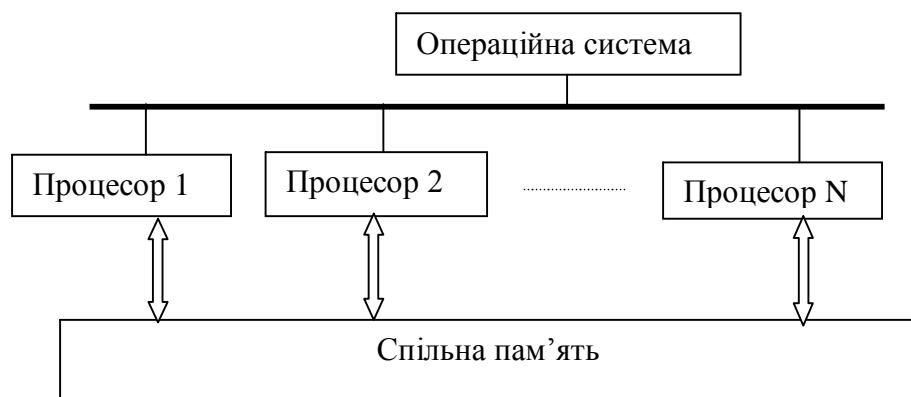 Операційна система
Процесор 1
Процесор 2
Процесор N
Спільна пам’ять